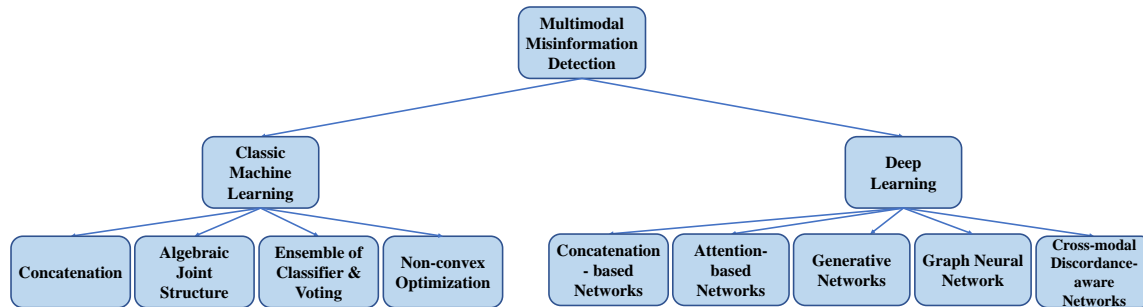 Multimodal
Misinformation
Detection
Classic
Machine
Learning
Deep
Learning
Concatenation
Algebraic
Joint
Structure
Ensemble of
Classifier &
Voting
Non-convex
Optimization
Concatenation
- based
Networks
Attention-
based
Networks
Generative
Networks
Graph Neural
Network
Cross-modal
Discordance-
aware
Networks